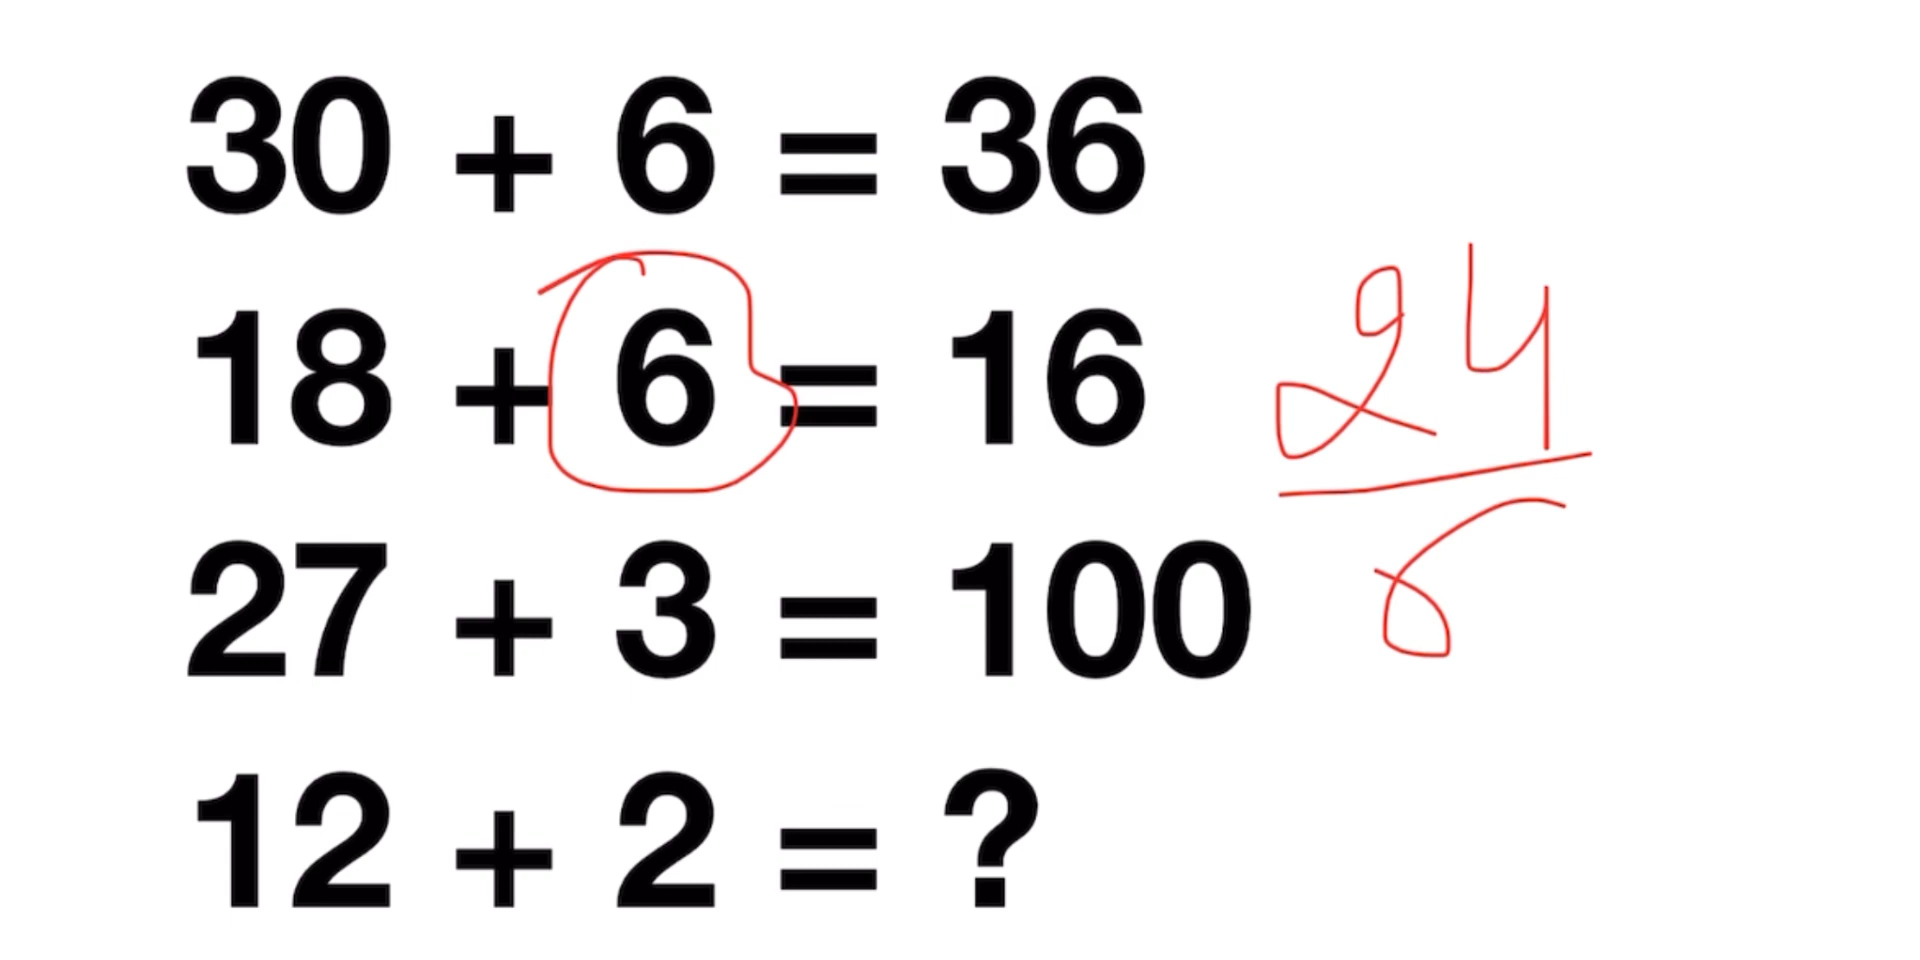 30 + 6 = 36
18 + 6 = 16
24
6
27 + 3 = 100
12 + 2 = ?